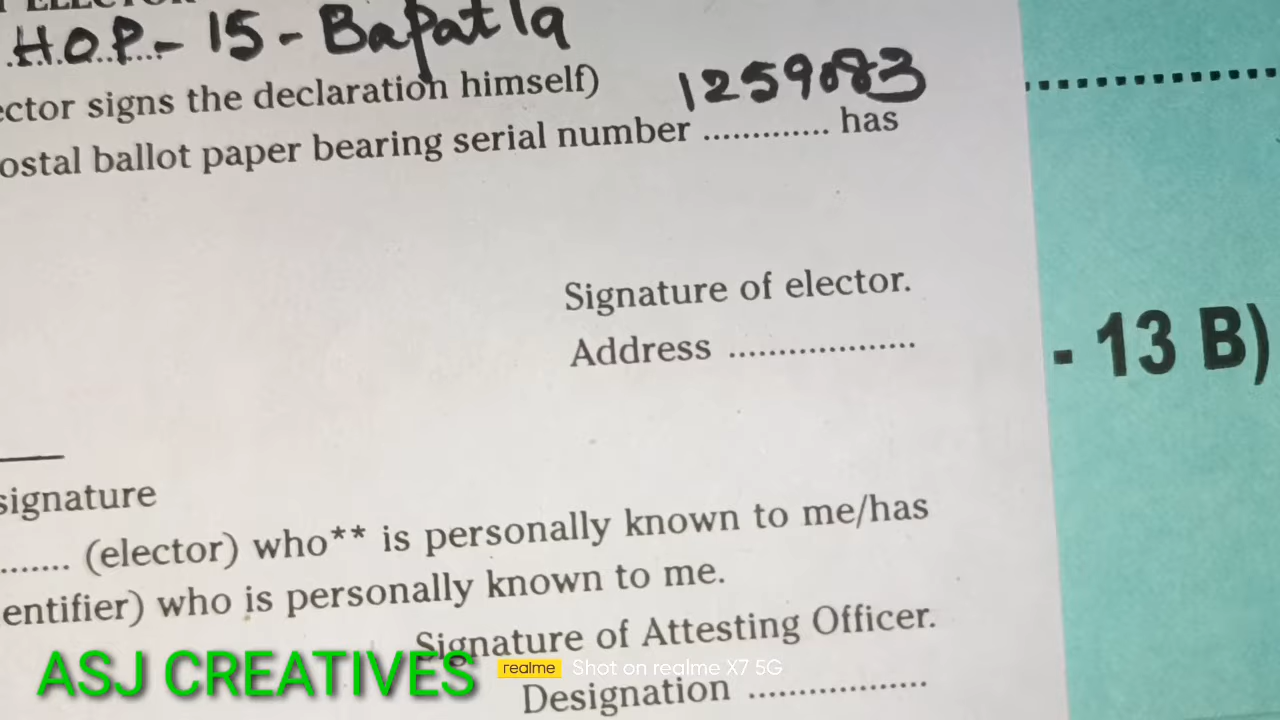 T ELECTOR
H.O.P.- 15 - Bapatla
ector signs the declaration himself)
1259083
ostal ballot paper bearing serial number ............. has
Signature of elector.
Address ...................
- 13 B)
signature
....... (elector) who** is personally known to me/has
entifier) who is personally known to me.
Signature of Attesting Officer.
ASJ CREATIVES
realme Shot on realme X7 5G
Designation ..................